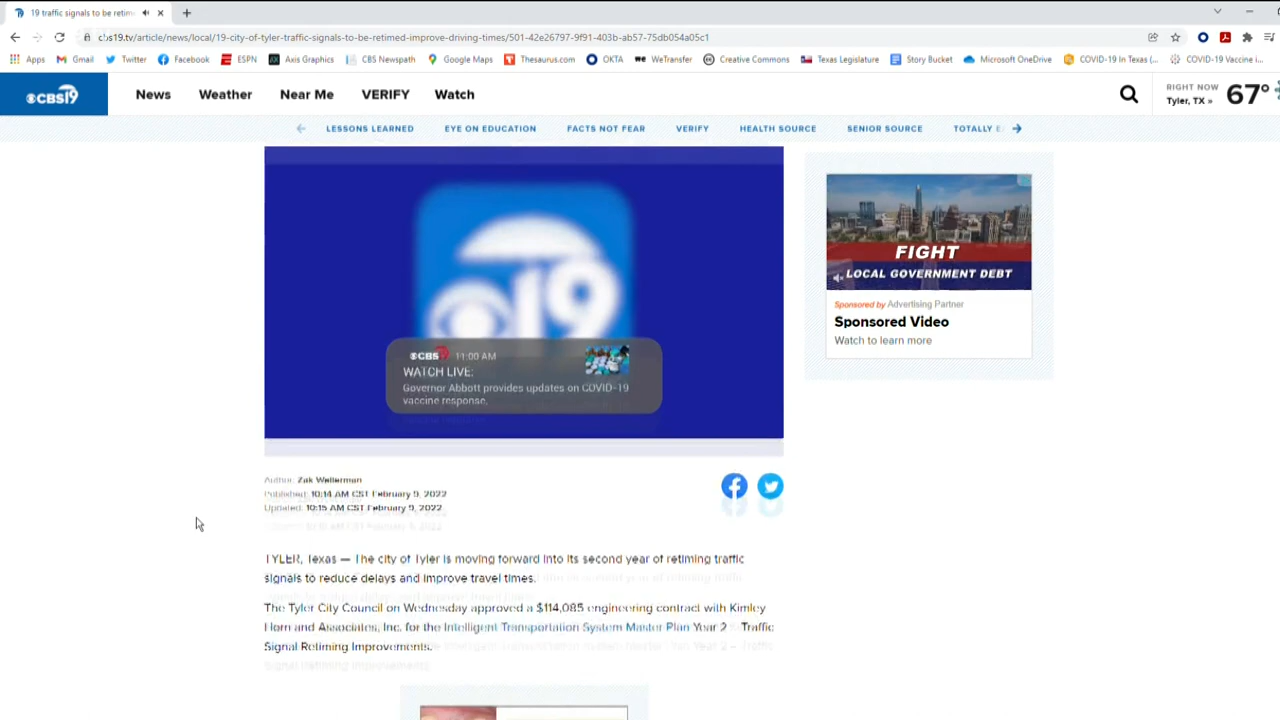 19 traffic signals to be retim
cbs19.tv/article/news/local/19-city-of-tyler-traffic-signals-to-be-retimed-improve-driving-times/501-42e26797-9f91-403b-ab57-75db054a05c1
Apps Gmail Twitter Facebook ESPN Axis Graphics CBS Newspath Google Maps Thesaurus.com OKTA WeTransfer Creative Commons Texas Legislature Story Bucket Microsoft OneDrive COVID-19 In Texas (... COVID-19 Vaccine i...
CBS19 News Weather Near Me VERIFY Watch
RIGHT NOW
Tyler, TX » 67°
LESSONS LEARNED EYE ON EDUCATION FACTS NOT FEAR VERIFY HEALTH SOURCE SENIOR SOURCE TOTALLY E
19
CBS19 11:00 AM
WATCH LIVE:
Governor Abbott provides updates on COVID-19
vaccine response.
FIGHT
LOCAL GOVERNMENT DEBT
Sponsored by Advertising Partner
Sponsored Video
Watch to learn more
Author: Zak Wellerman
Published: 10:14 AM CST February 9, 2022
Updated: 10:15 AM CST February 9, 2022
TYLER, Texas — The city of Tyler is moving forward into its second year of retiming traffic
signals to reduce delays and improve travel times.
The Tyler City Council on Wednesday approved a $114,085 engineering contract with Kimley
Horn and Associates, Inc. for the Intelligent Transportation System Master Plan Year 2 – Traffic
Signal Retiming Improvements.